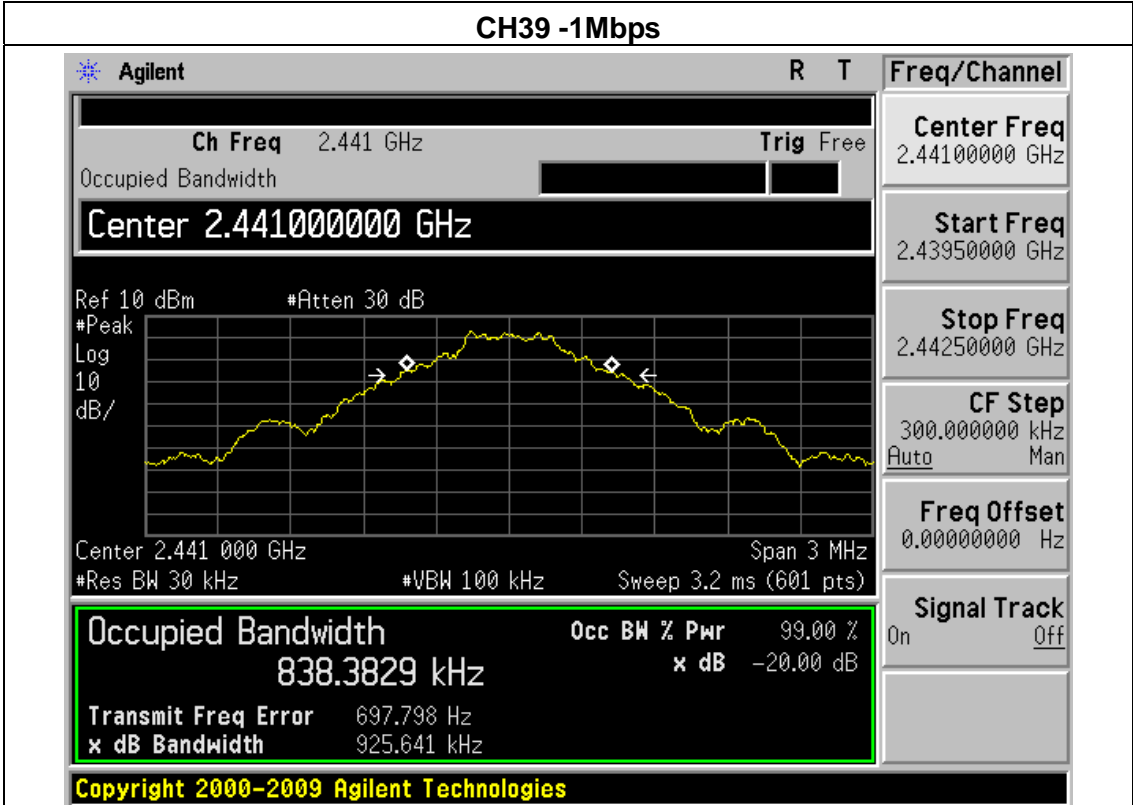 CH39 -1Mbps
Agilent R T
Freq/Channel
Ch Freq 2.441 GHz Trig Free
Occupied Bandwidth
Center 2.441000000 GHz
Ref 10 dBm #Atten 30 dB
#Peak
Log
10
dB/
Center 2.441 000 GHz Span 3 MHz
#Res BW 30 kHz #VBW 100 kHz Sweep 3.2 ms (601 pts)
Occupied Bandwidth
838.3829 kHz
Occ BW % Pwr 99.00 %
x dB -20.00 dB
Transmit Freq Error 697.798 Hz
x dB Bandwidth 925.641 kHz
Copyright 2000-2009 Agilent Technologies
Center Freq
2.44100000 GHz
Start Freq
2.43950000 GHz
Stop Freq
2.44250000 GHz
CF Step
300.000000 kHz
Auto Man
Freq Offset
0.00000000 Hz
Signal Track
On Off